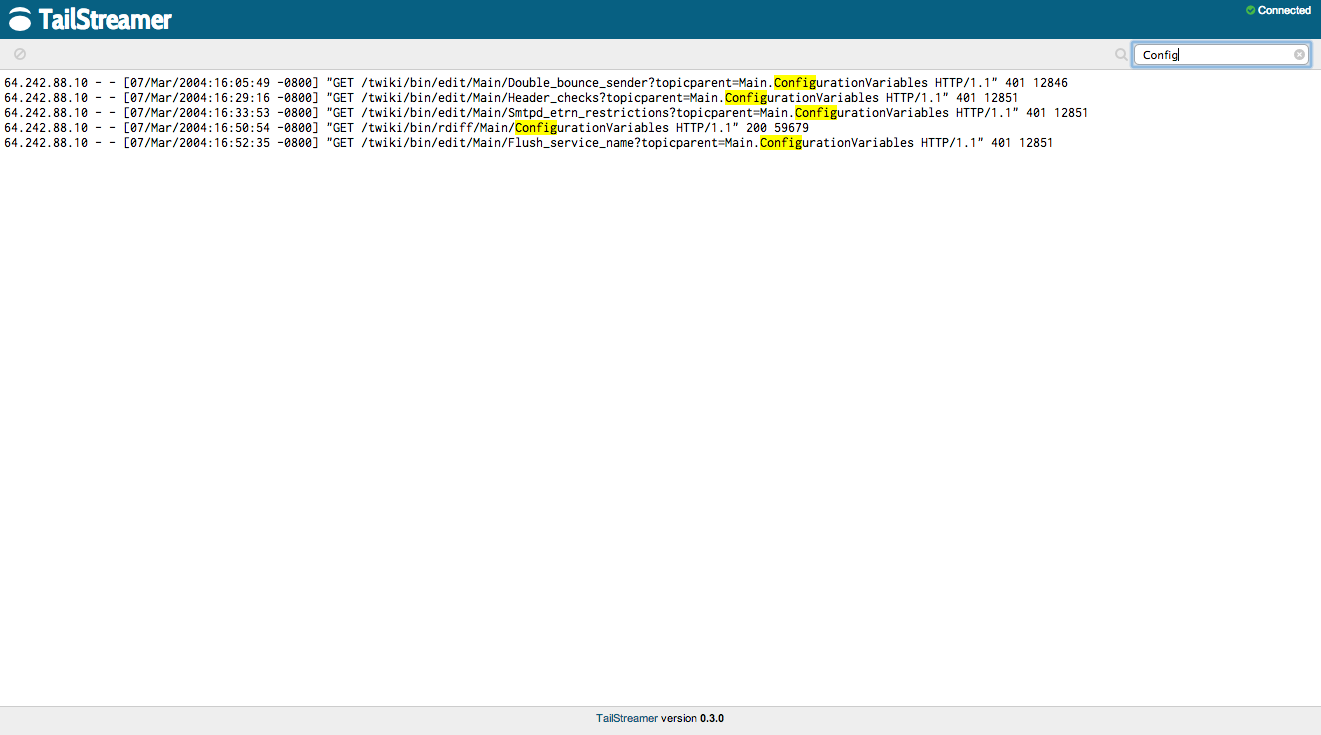 TailStreamer
Connected
Config
64.242.88.10 - - [07/Mar/2004:16:05:49 -0800] "GET /twiki/bin/edit/Main/Double_bounce_sender?topicparent=Main.ConfigurationVariables HTTP/1.1" 401 12846
64.242.88.10 - - [07/Mar/2004:16:29:16 -0800] "GET /twiki/bin/edit/Main/Header_checks?topicparent=Main.ConfigurationVariables HTTP/1.1" 401 12851
64.242.88.10 - - [07/Mar/2004:16:33:53 -0800] "GET /twiki/bin/edit/Main/Smtpd_etrn_restrictions?topicparent=Main.ConfigurationVariables HTTP/1.1" 401 12851
64.242.88.10 - - [07/Mar/2004:16:50:54 -0800] "GET /twiki/bin/rdiff/Main/ConfigurationVariables HTTP/1.1" 200 59679
64.242.88.10 - - [07/Mar/2004:16:52:35 -0800] "GET /twiki/bin/edit/Main/Flush_service_name?topicparent=Main.ConfigurationVariables HTTP/1.1" 401 12851
TailStreamer version 0.3.0